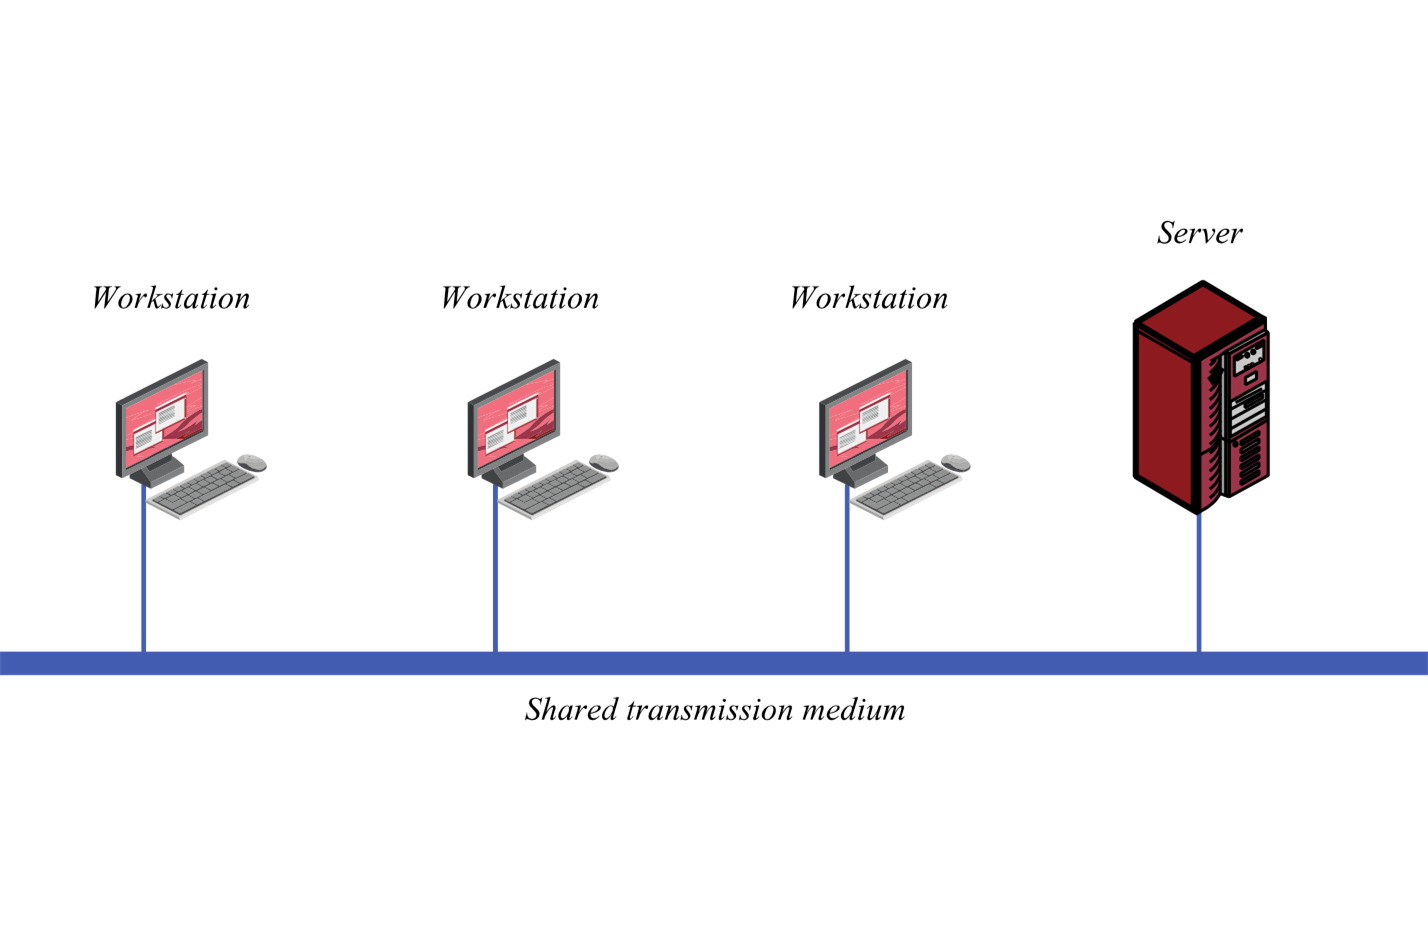 Server
Workstation
Workstation
Workstation
Shared transmission medium